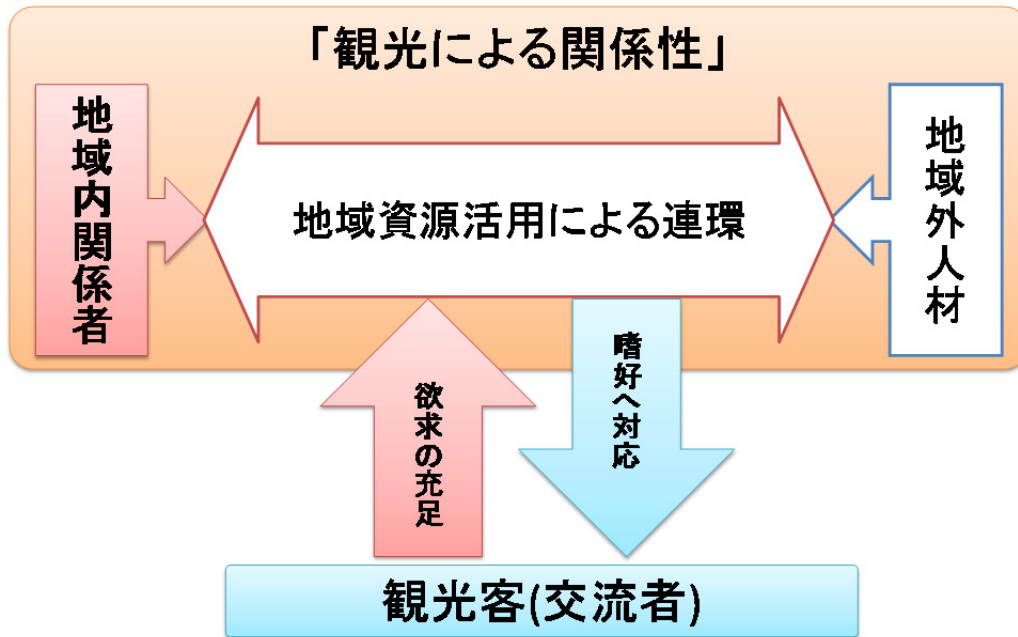 「観光による関係性」
地域内関係者
地域資源活用による連環
地域外人材
欲求の充足
嗜好へ対応
観光客(交流者)